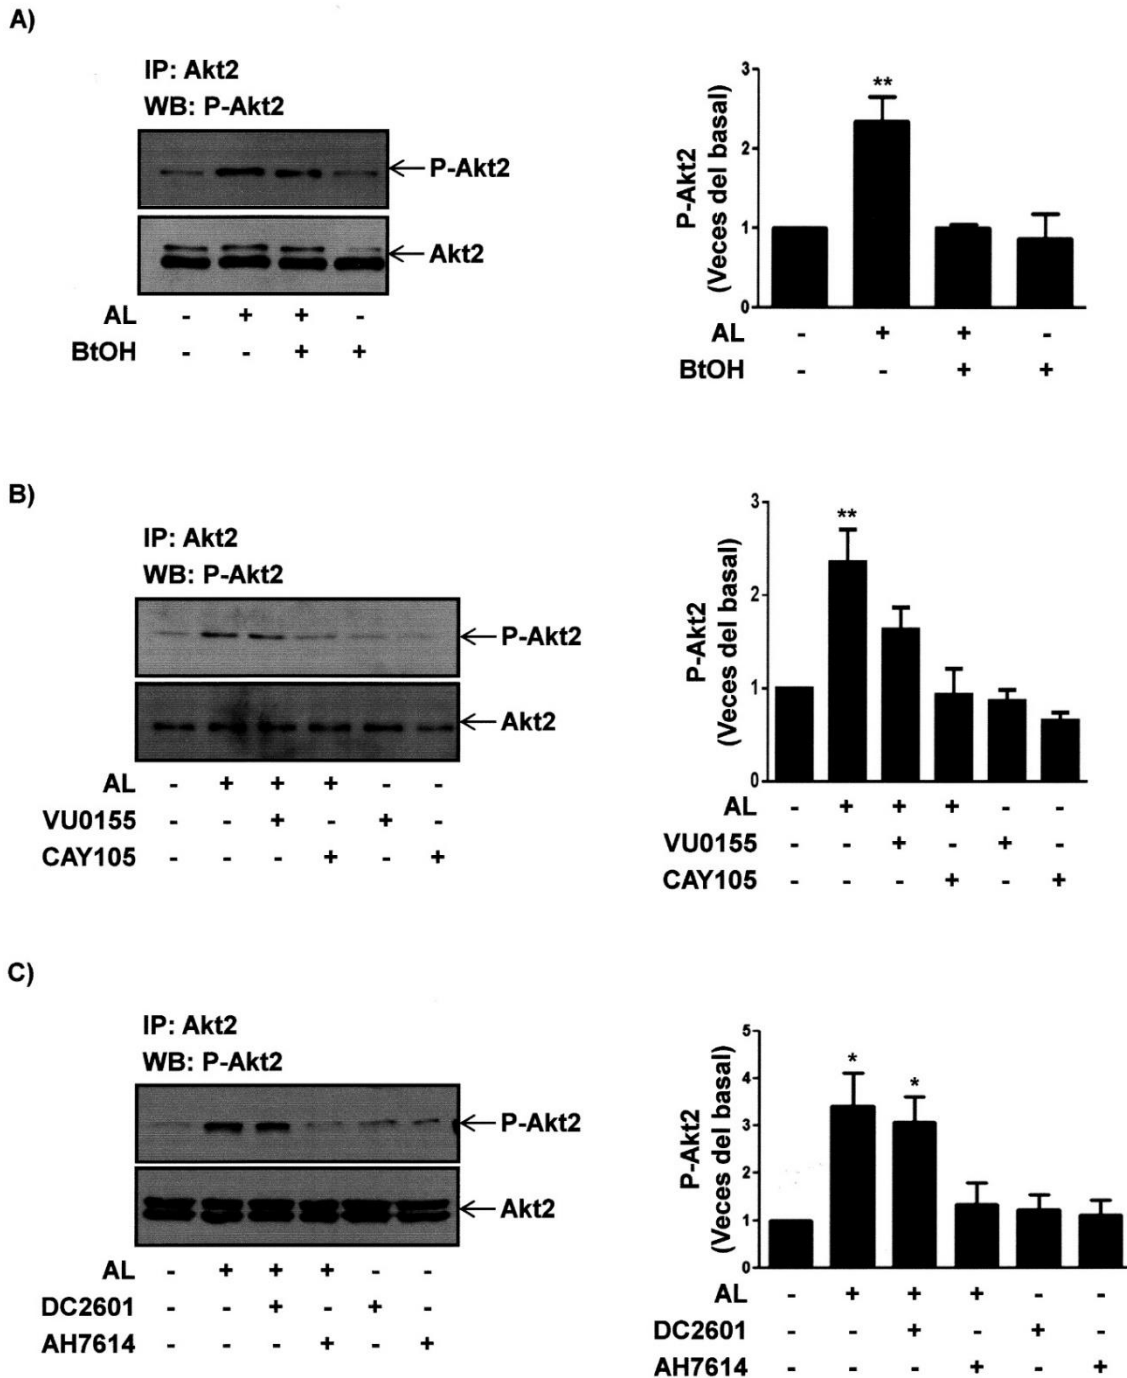 A)
IP: Akt2
WB: P-Akt2
P-Akt2
Akt2
AL - + + -
BtOH - - + +
P-Akt2
(Veces del basal)
3
2
1
0
**
AL - + + -
BtOH - - + +
B)
IP: Akt2
WB: P-Akt2
P-Akt2
Akt2
AL - + + + - -
VU0155 - - + - + -
CAY105 - - - + - +
P-Akt2
(Veces del basal)
3
2
1
0
**
AL - + + + - -
VU0155 - - + - + -
CAY105 - - - + - +
C)
IP: Akt2
WB: P-Akt2
P-Akt2
Akt2
AL - + + + - -
DC2601 - - + - + -
AH7614 - - - + - +
P-Akt2
(Veces del basal)
5
4
3
2
1
0
* *
AL - + + + - -
DC2601 - - + - + -
AH7614 - - - + - +